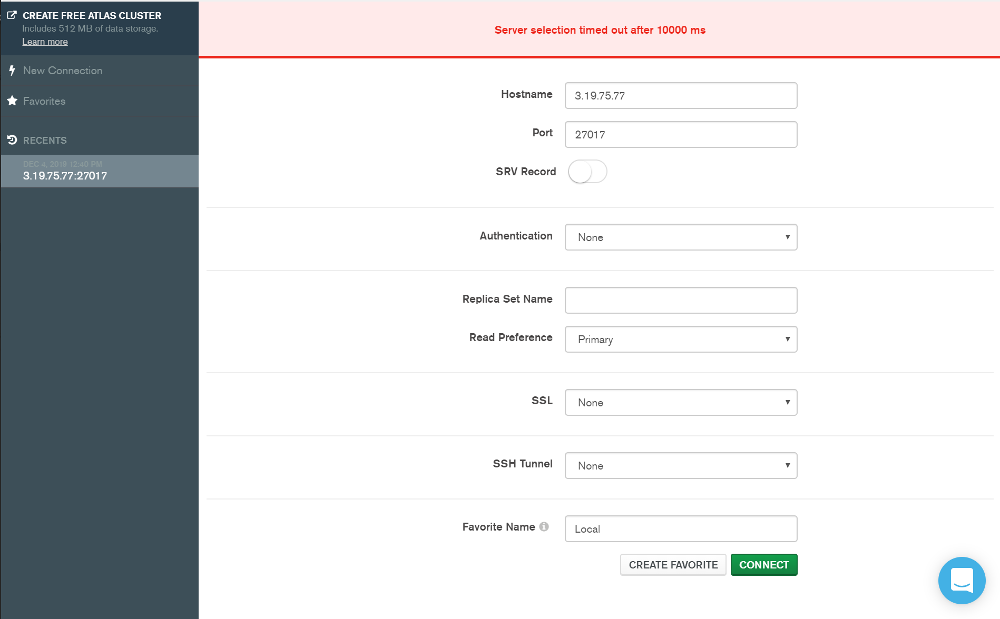 CREATE FREE ATLAS CLUSTER
Includes 512 MB of data storage.
Learn more
New Connection
Favorites
RECENTS
DEC 4, 2019 12:40 PM
3.19.75.77:27017
Server selection timed out after 10000 ms
Hostname 3.19.75.77
Port 27017
SRV Record
Authentication None
Replica Set Name
Read Preference Primary
SSL None
SSH Tunnel None
Favorite Name Local
CREATE FAVORITE CONNECT